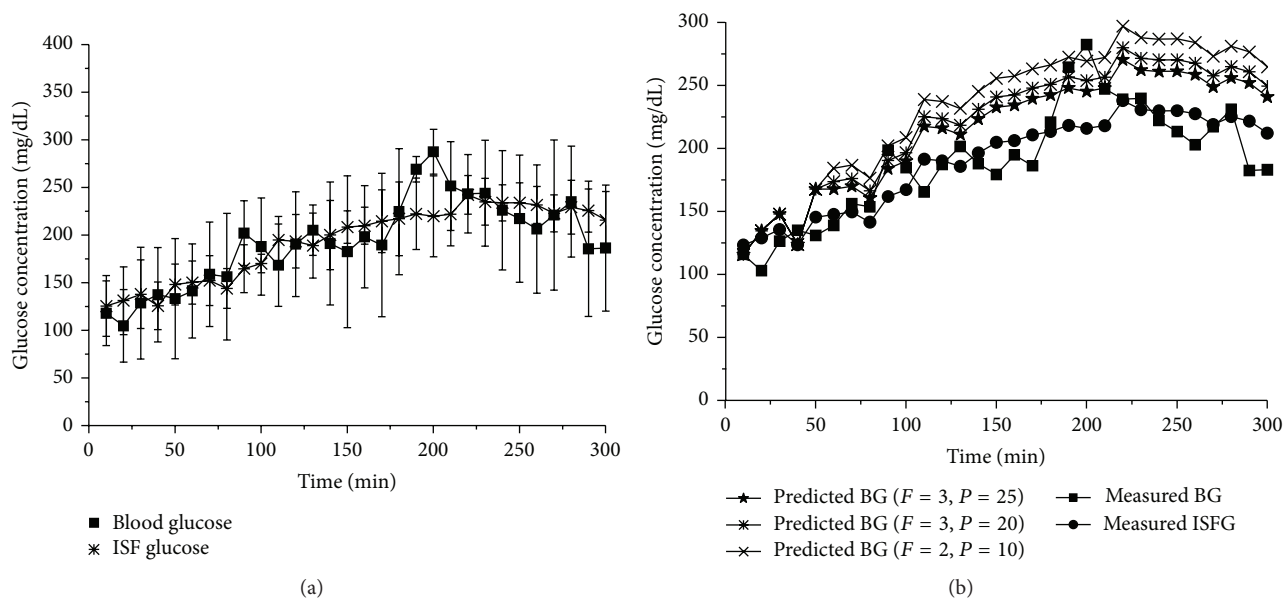 400
350
300
250
200
150
100
50
0
Glucose concentration (mg/dL)
0 50 100 150 200 250 300
Time (min)
Blood glucose
ISF glucose
(a)
300
250
200
150
100
50
0
Glucose concentration (mg/dL)
0 50 100 150 200 250 300
Time (min)
Predicted BG (F = 3, P = 25)
Predicted BG (F = 3, P = 20)
Predicted BG (F = 2, P = 10)
Measured BG
Measured ISFG
(b)